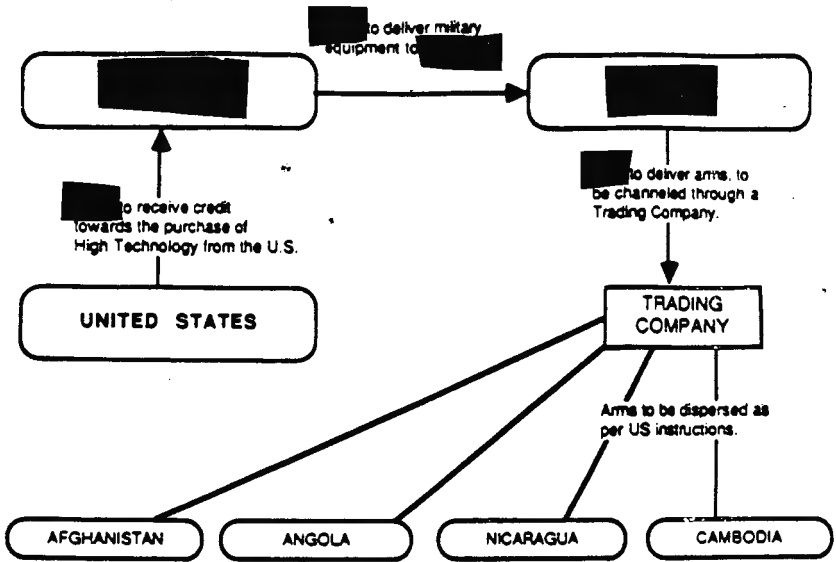 to deliver military
equipment to
to receive credit
towards the purchase of
High Technology from the U.S.
to deliver arms, to
be channeled through a
Trading Company.
UNITED STATES
TRADING
COMPANY
Arms to be dispersed as
per US instructions.
AFGHANISTAN
ANGOLA
NICARAGUA
CAMBODIA